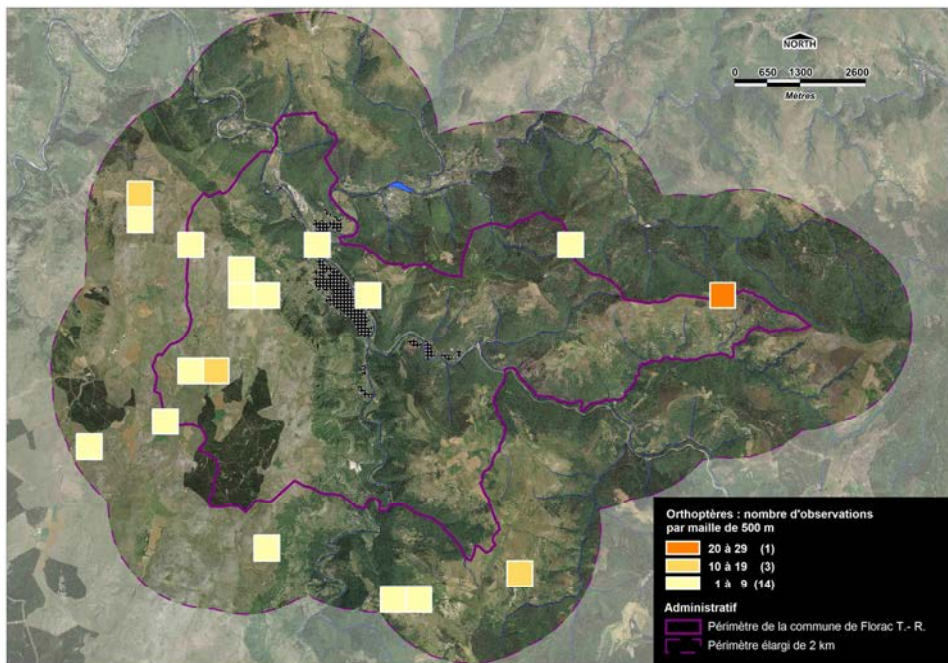 NORTH
0 650 1300 2600
Mètres
Orthoptères : nombre d'observations
par maille de 500 m
20 à 29 (1)
10 à 19 (3)
1 à 9 (14)
Administratif
Périmètre de la commune de Florac T.- R.
Périmètre élargi de 2 km